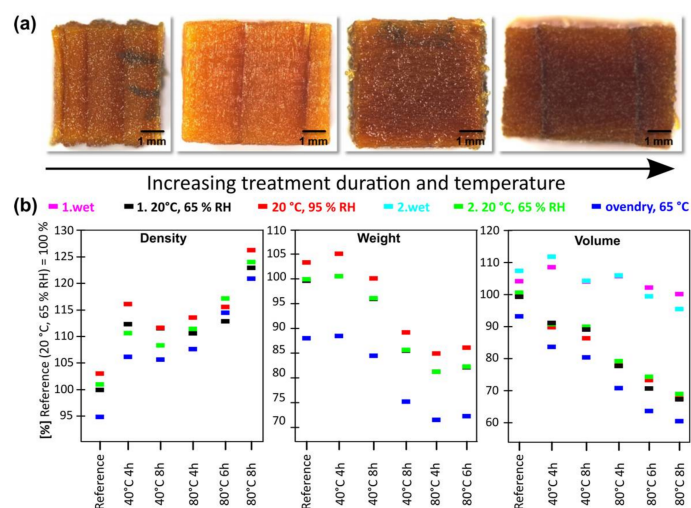 (a)
1 mm
1 mm
1 mm
1 mm
Increasing treatment duration and temperature
(b)
1.wet
1. 20°C, 65 % RH
20 °C, 95 % RH
2.wet
2. 20 °C, 65 % RH
ovendry, 65 °C
[%] Reference (20 °C, 65 % RH) = 100 %
Density
130
125
120
115
110
105
100
95
Reference
40°C 4h
40°C 8h
80°C 4h
80°C 6h
80°C 8h
Weight
110
105
100
95
90
85
80
75
70
Reference
40°C 4h
40°C 8h
80°C 4h
80°C 8h
80°C 6h
Volume
120
110
100
90
80
70
60
Reference
40°C 4h
40°C 8h
80°C 4h
80°C 6h
80°C 8h